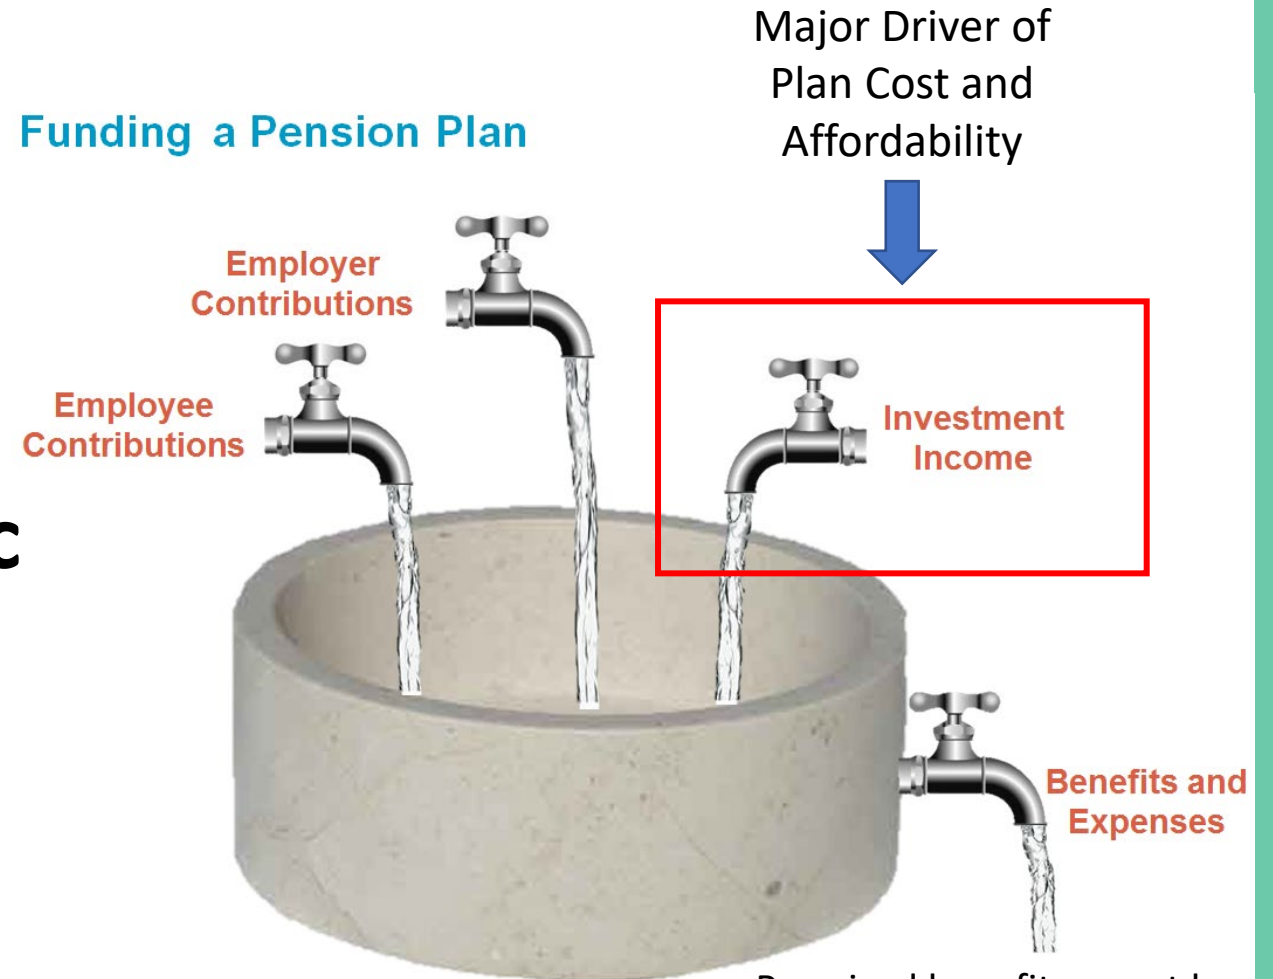 Major Driver of
Plan Cost and
Affordability
Funding a Pension Plan
Employer
Contributions
Employee
Contributions
Investment
Income
c
Benefits and
Expenses